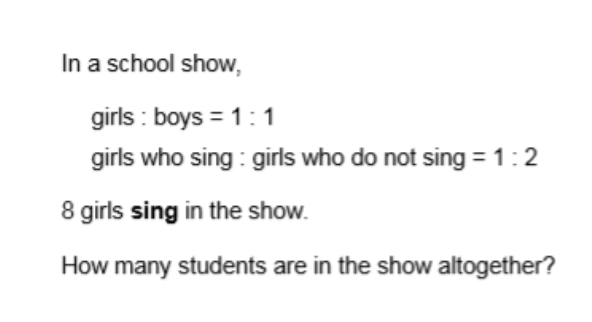 In a school show,
girls : boys = 1 : 1
girls who sing : girls who do not sing = 1 : 2
8 girls sing in the show.
How many students are in the show altogether?